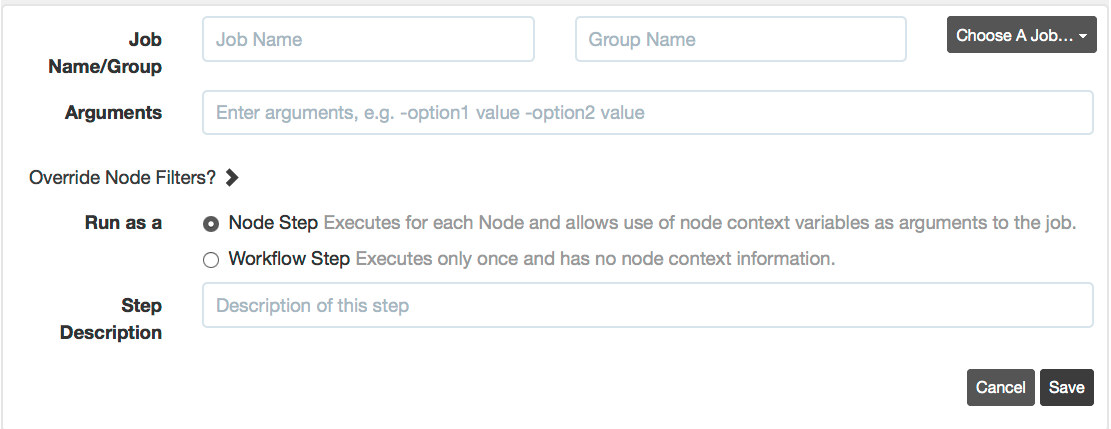 Job Name/Group
Job Name
Group Name
Choose A Job...
Arguments
Enter arguments, e.g. -option1 value -option2 value
Override Node Filters?
Run as a
Node Step Executes for each Node and allows use of node context variables as arguments to the job.
Workflow Step Executes only once and has no node context information.
Step Description
Description of this step
Cancel
Save